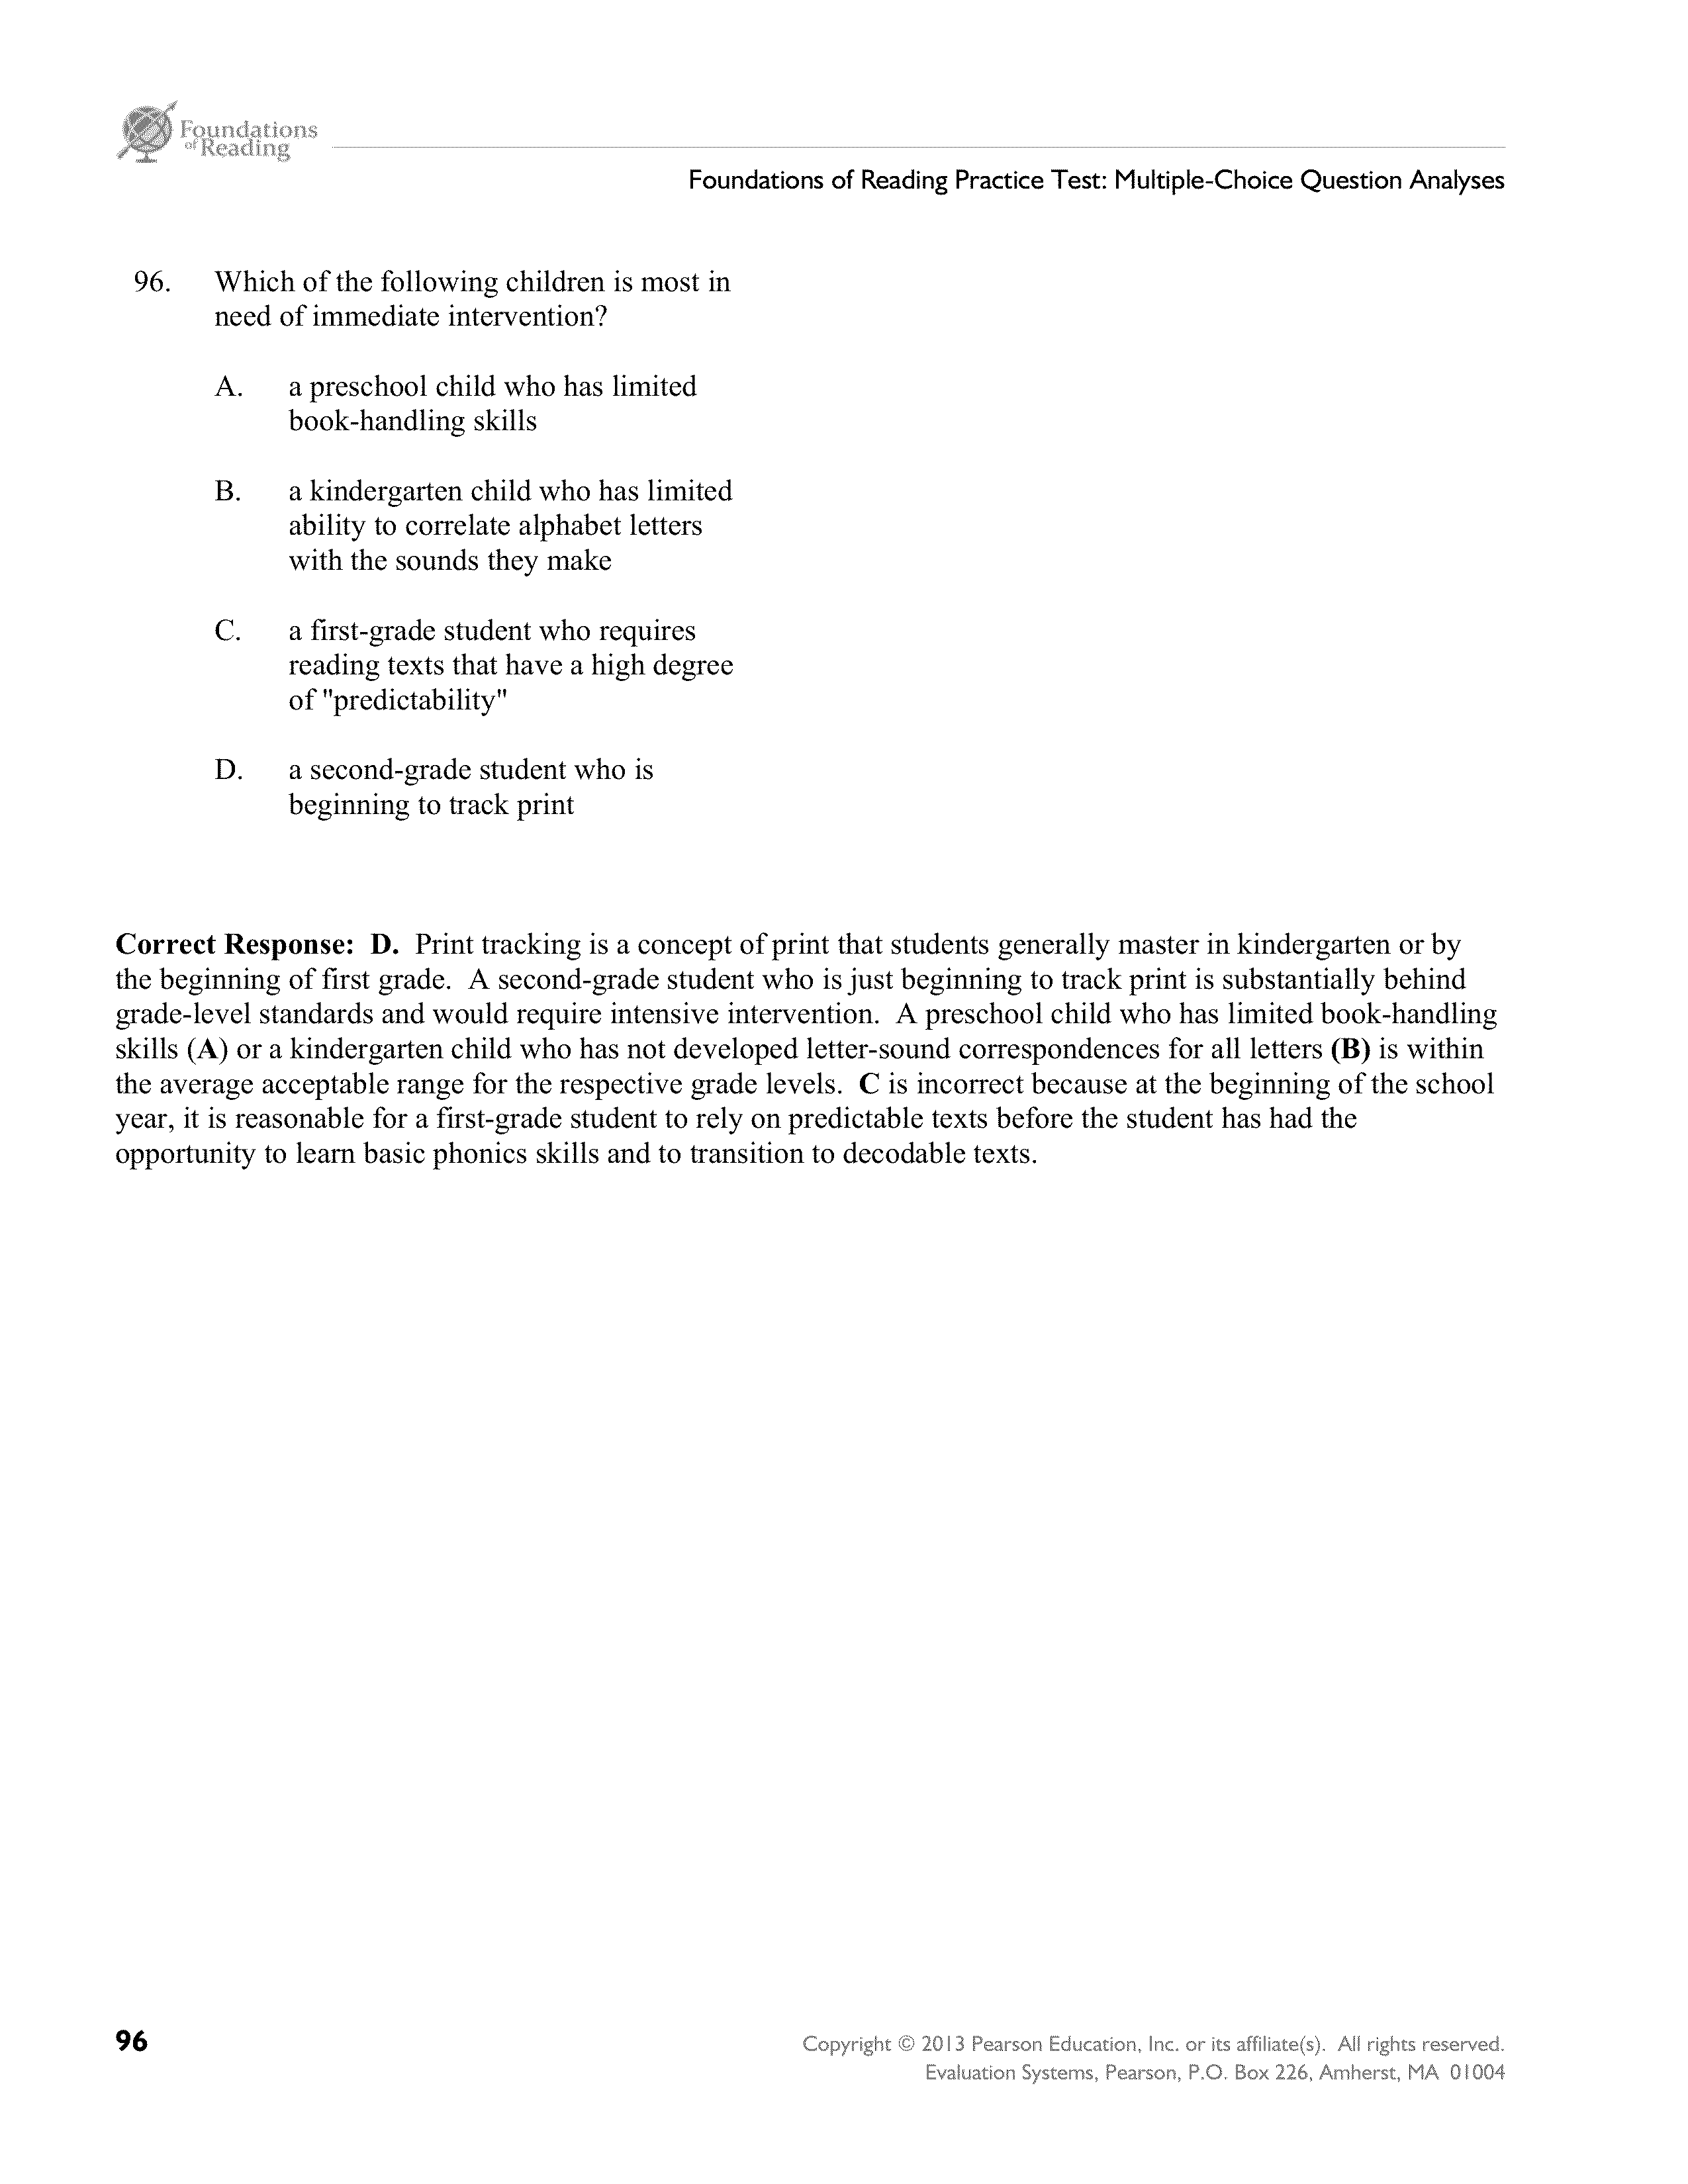 Foundations
of Reading
Foundations of Reading Practice Test: Multiple-Choice Question Analyses
96. Which of the following children is most in
need of immediate intervention?
A. a preschool child who has limited
book-handling skills
B. a kindergarten child who has limited
ability to correlate alphabet letters
with the sounds they make
C. a first-grade student who requires
reading texts that have a high degree
of "predictability"
D. a second-grade student who is
beginning to track print
Correct Response: D. Print tracking is a concept of print that students generally master in kindergarten or by
the beginning of first grade. A second-grade student who is just beginning to track print is substantially behind
grade-level standards and would require intensive intervention. A preschool child who has limited book-handling
skills (A) or a kindergarten child who has not developed letter-sound correspondences for all letters (B) is within
the average acceptable range for the respective grade levels. C is incorrect because at the beginning of the school
year, it is reasonable for a first-grade student to rely on predictable texts before the student has had the
opportunity to learn basic phonics skills and to transition to decodable texts.
96
Copyright © 2013 Pearson Education, Inc. or its affiliate(s). All rights reserved.
Evaluation Systems, Pearson, P.O. Box 226, Amherst, MA 01004